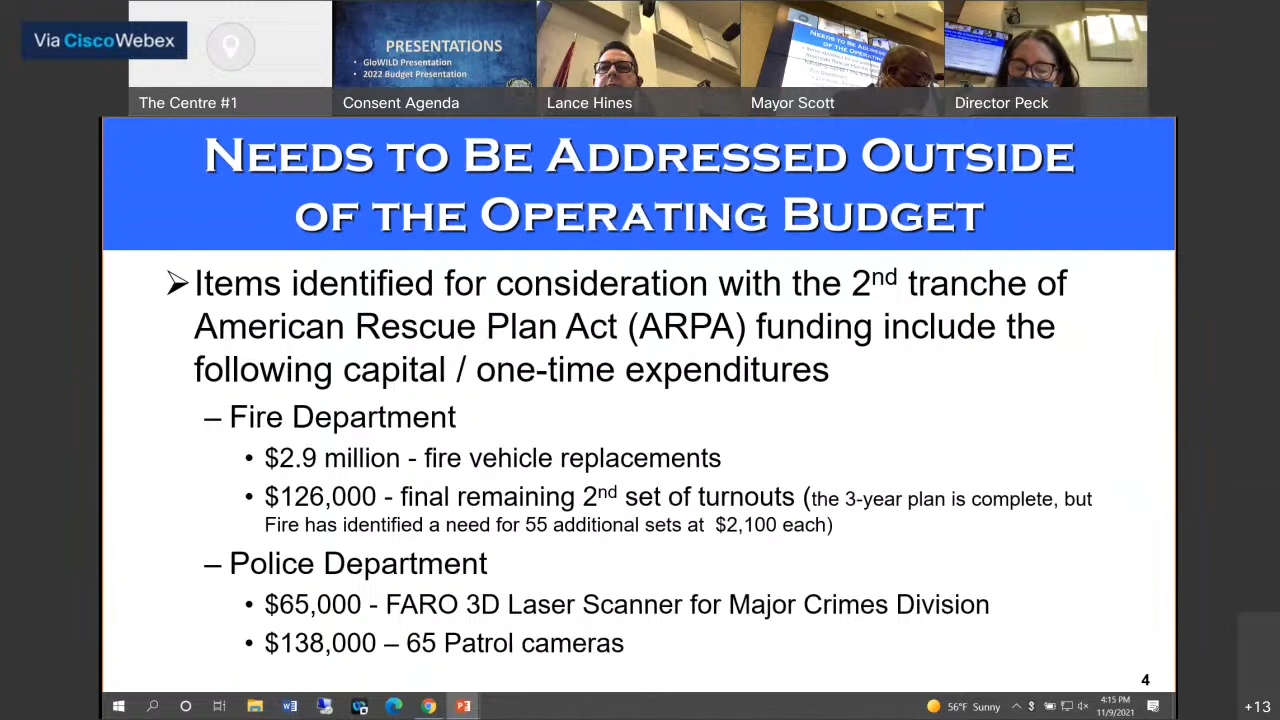 Via CiscoWebex
PRESENTATIONS
• GloWILD Presentation
• 2022 Budget Presentation
The Centre #1
Consent Agenda
Lance Hines
Mayor Scott
Director Peck
NEEDS TO BE ADDRESSED OUTSIDE
OF THE OPERATING BUDGET
➢ Items identified for consideration with the 2nd tranche of
American Rescue Plan Act (ARPA) funding include the
following capital / one-time expenditures
– Fire Department
• $2.9 million - fire vehicle replacements
• $126,000 - final remaining 2nd set of turnouts (the 3-year plan is complete, but
Fire has identified a need for 55 additional sets at $2,100 each)
– Police Department
• $65,000 - FARO 3D Laser Scanner for Major Crimes Division
• $138,000 – 65 Patrol cameras
4
56°F Sunny
4:15 PM
11/9/2021
+13